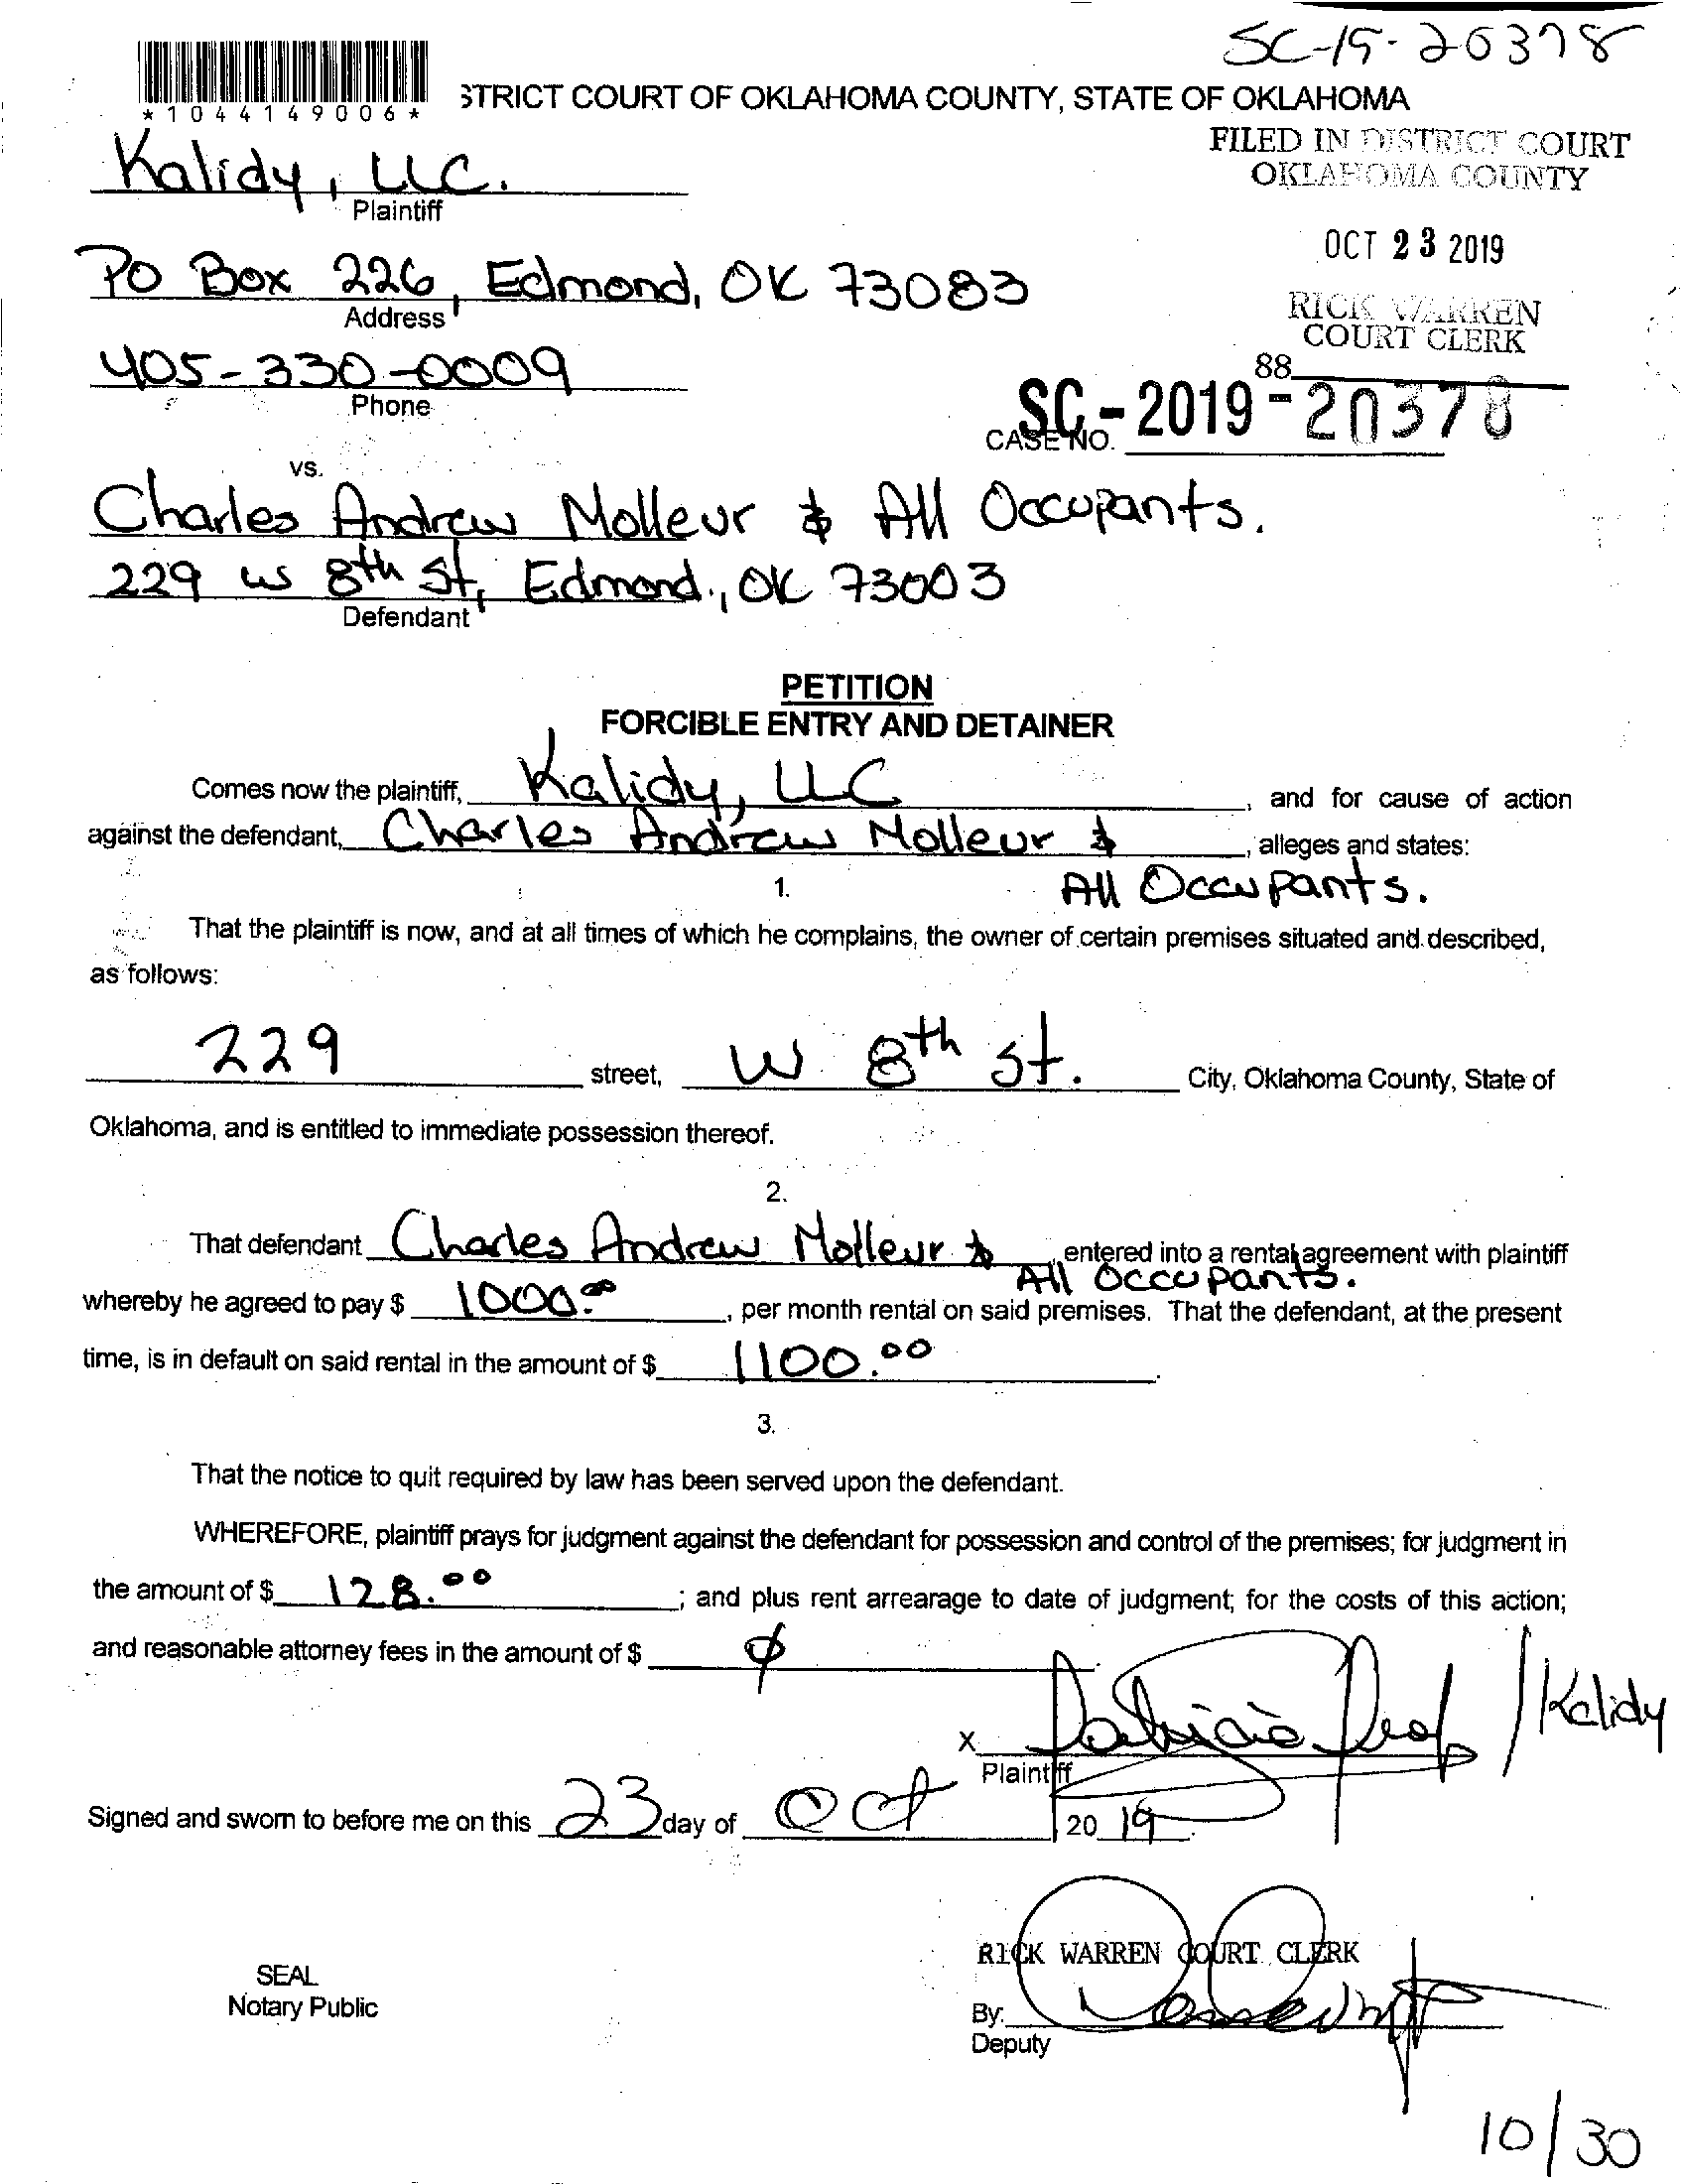 SC-19-20378
*1044149006*
STRICT COURT OF OKLAHOMA COUNTY, STATE OF OKLAHOMA
FILED IN DISTRICT COURT
OKLAHOMA COUNTY
Kalidy, LLC.
Plaintiff
OCT 23 2019
PO Box 226, Edmond, OK 73083
Address
RICK WARREN
COURT CLERK
405-330-0009
Phone
88
SC-2019-20378
CASE NO.
vs.
Charles Andrew Molleur & All Occupants.
229 W 8th St, Edmond, OK 73003
Defendant
PETITION
FORCIBLE ENTRY AND DETAINER
Comes now the plaintiff, Kalidy, LLC, and for cause of action
against the defendant, Charles Andrew Molleur &, alleges and states:
All Occupants.
1.
That the plaintiff is now, and at all times of which he complains, the owner of certain premises situated and described,
as follows:
229 street, W 8th St. City, Oklahoma County, State of
Oklahoma, and is entitled to immediate possession thereof.
2.
That defendant Charles Andrew Molleur &, entered into a rental agreement with plaintiff
All Occupants.
whereby he agreed to pay $ 1000.00, per month rental on said premises. That the defendant, at the present
time, is in default on said rental in the amount of $ 1100.00.
3.
That the notice to quit required by law has been served upon the defendant.
WHEREFORE, plaintiff prays for judgment against the defendant for possession and control of the premises; for judgment in
the amount of $ 128.00; and plus rent arrearage to date of judgment; for the costs of this action;
and reasonable attorney fees in the amount of $ ϕ
X Patricia / Kalidy
Plaintiff
Signed and sworn to before me on this 23 day of Oct 20 19.
RICK WARREN COURT CLERK
SEAL
Notary Public
By:
Deputy
10/30